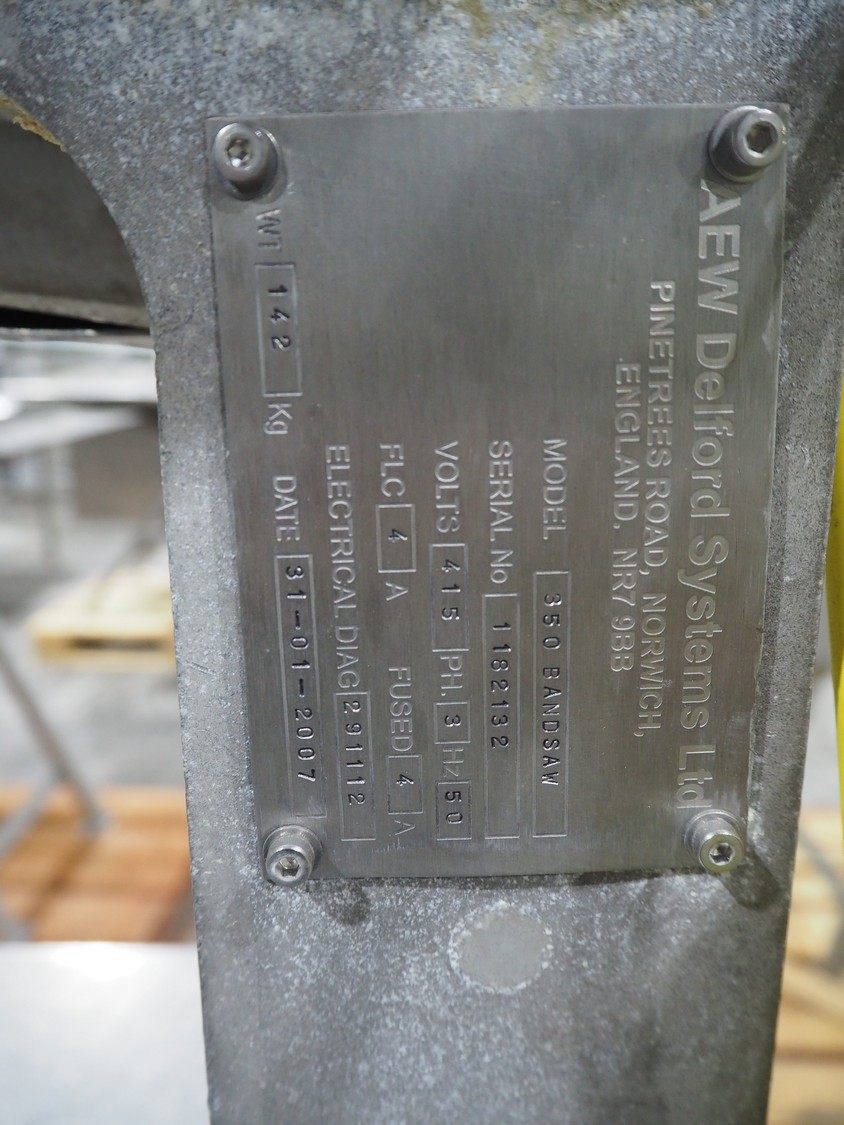 AEW Delford Systems Ltd
PINETREES ROAD, NORWICH,
ENGLAND. NR7 9BB
MODEL 350 BANDSAW
SERIAL No 1182132
VOLTS 415 PH. 3 Hz 50
FLC 4 A FUSED 4 A
ELECTRICAL DIAG 291112
WT 142 Kg DATE 31-01-2007